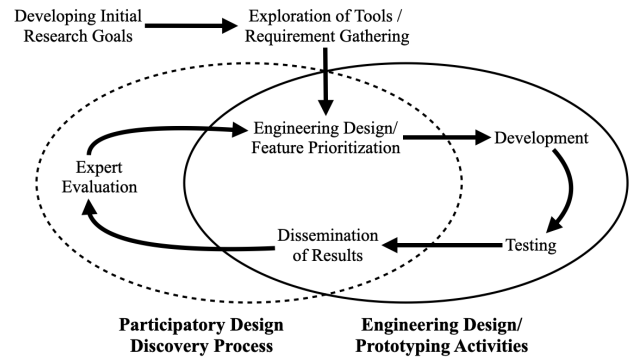 Developing Initial
Research Goals
Exploration of Tools /
Requirement Gathering
Engineering Design/
Feature Prioritization
Development
Expert
Evaluation
Dissemination
of Results
Testing
Participatory Design
Discovery Process
Engineering Design/
Prototyping Activities